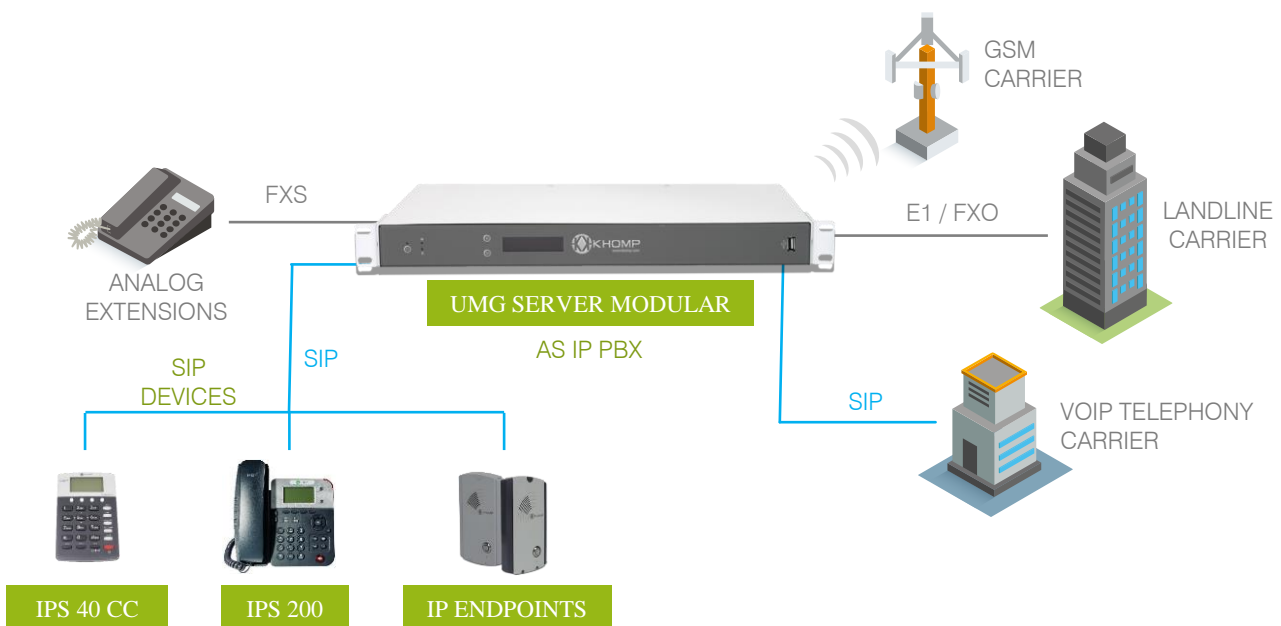 GSM
CARRIER
FXS
E1 / FXO
LANDLINE
CARRIER
KHOMP
ANALOG
EXTENSIONS
UMG SERVER MODULAR
AS IP PBX
SIP
DEVICES
SIP
SIP
VOIP TELEPHONY
CARRIER
IPS 40 CC
IPS 200
IP ENDPOINTS